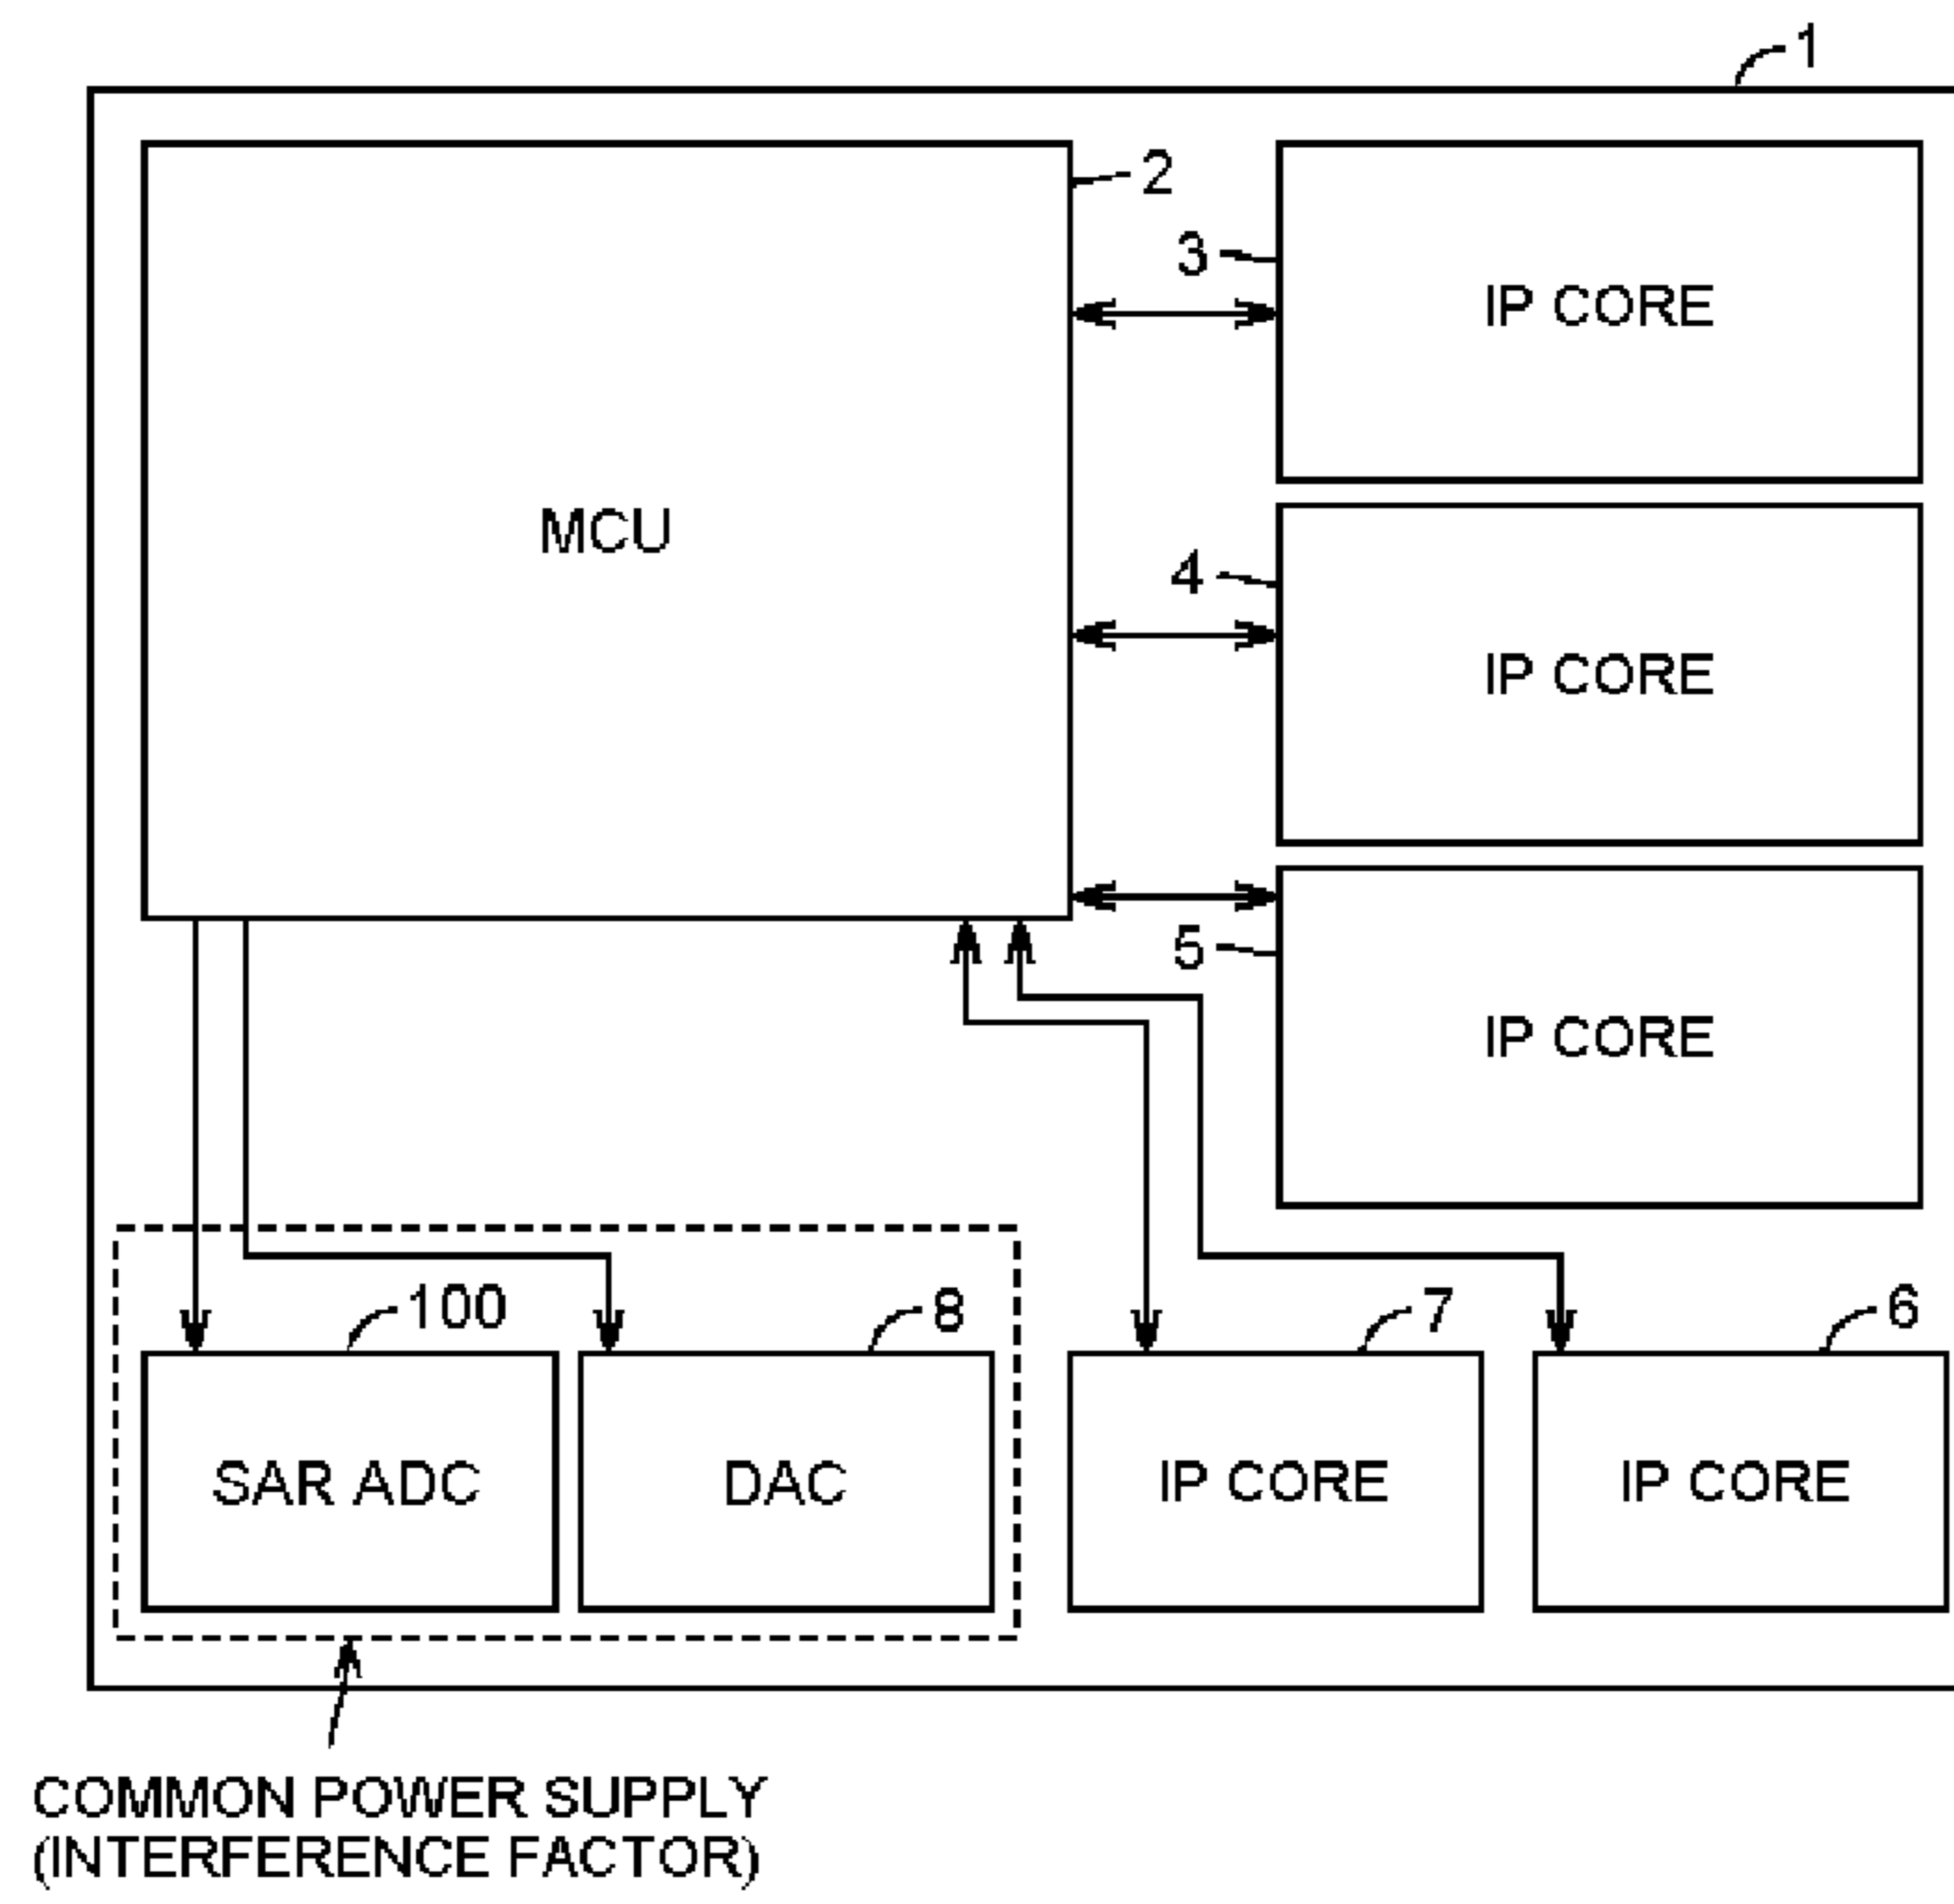 1
2
3
IP CORE
MCU
4
IP CORE
5
IP CORE
100
8
7
6
SAR ADC
DAC
IP CORE
IP CORE
COMMON POWER SUPPLY
(INTERFERENCE FACTOR)